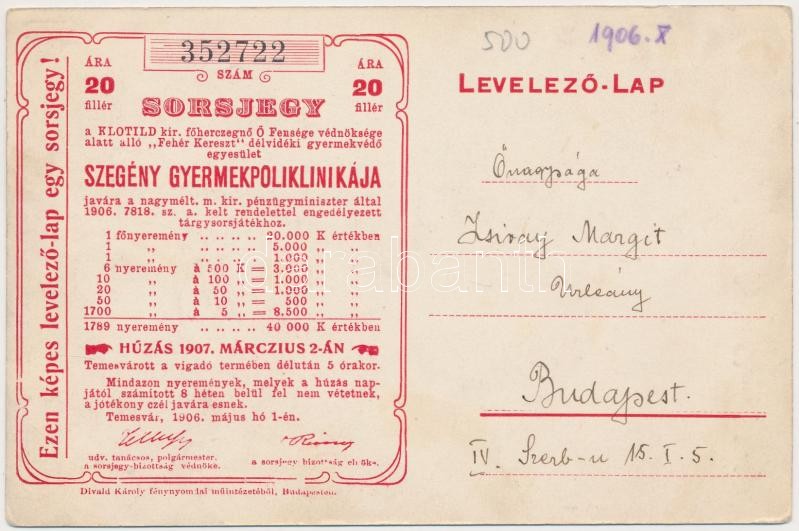 Ezen képes levelező-lap egy sorsjegy!
352722
SZÁM
ÁRA
20
fillér
ÁRA
20
fillér
SORSJEGY
a KLOTILD kir. főherczegnő Ő Fensége védnöksége
alatt álló „Fehér Kereszt" délvidéki gyermekvédő
egyesület
SZEGÉNY GYERMEKPOLIKLINIKÁJA
javára a nagymélt. m. kir. pénzügyminiszter által
1906. 7818. sz. a. kelt rendelettel engedélyezett
tárgysorsjátékhoz.
1 főnyeremény .. .. .. .. 20.000 K értékben
1 „ .. .. .. .. 5.000 „ „
1 „ .. .. .. .. 1.000 „ „
6 nyeremény à 500 K = 3.000 „ „
10 „ à 100 „ = 1.000 „ „
20 „ à 50 „ = 1.000 „ „
50 „ à 10 „ = 500 „ „
1700 „ à 5 „ = 8.500 „ „
1789 nyeremény .. .. .. .. 40 000 K értékben
HÚZÁS 1907. MÁRCZIUS 2-ÁN
Temesvárott a vigadó termében délután 5 órakor.
Mindazon nyeremények, melyek a húzás nap-
jától számított 8 héten belül fel nem vétetnek,
a jótékony czél javára esnek.
Temesvár, 1906. május hó 1-én.
udv. tanácsos, polgármester.
a sorsjegy-bizottság védnöke.
a sorsjegy bizottság elnöke.
Divald Károly fénynyomdai műintézetéből, Budapesten.
500
1906. X
LEVELEZŐ-LAP
Önagysága
Zsivay Margit
Budapest.
IV. Szerb-u 15. I. 5.
darabanth